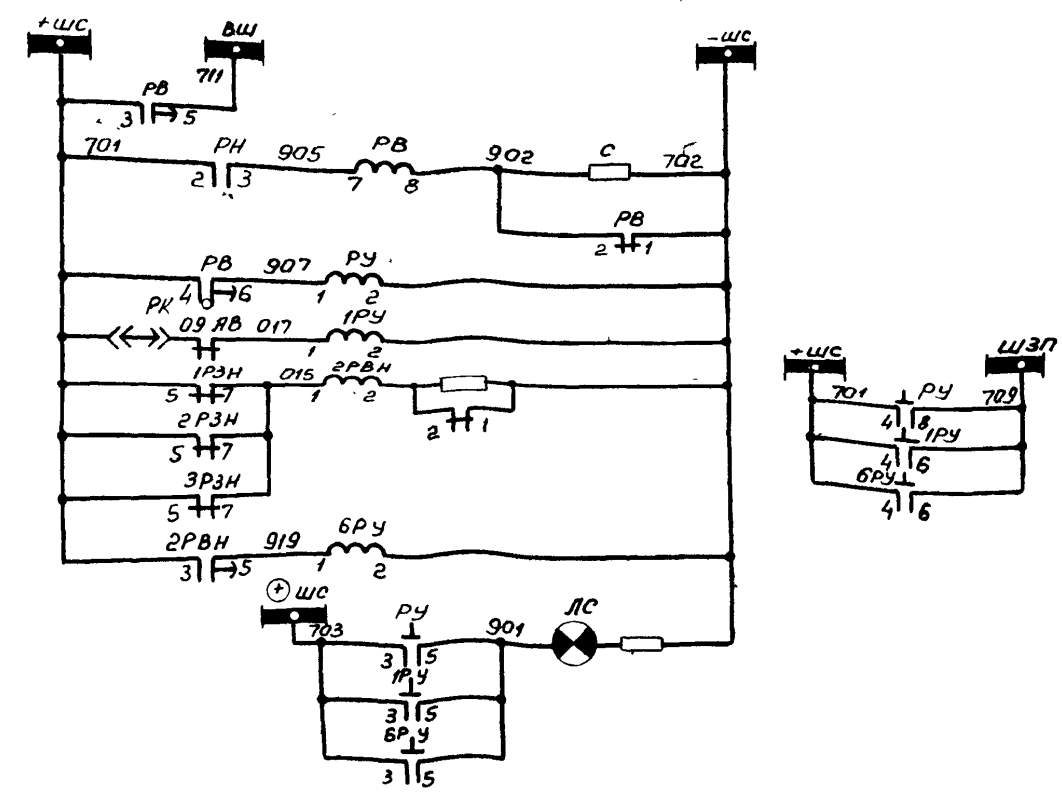 +ШС
ВШ
-ШС
711
РВ
3 5
701 РН 905 РВ 902 С 702
2 3 7 8
РВ
2 1
РВ 907 РУ
4 6 1 2
РК
09 ЯВ 017 1РУ
1 2
1РЗН 015 2РВН
5 7 1 2
2 1
2РЗН
5 7
3РЗН
5 7
2РВН 919 6РУ
3 5 1 2
+ ШС
703 РУ 901 ЛС
3 5
1РУ
3 5
6РУ
3 5
+ШС ШЗП
701 РУ 709
4 8
1РУ
4 6
6РУ
4 6